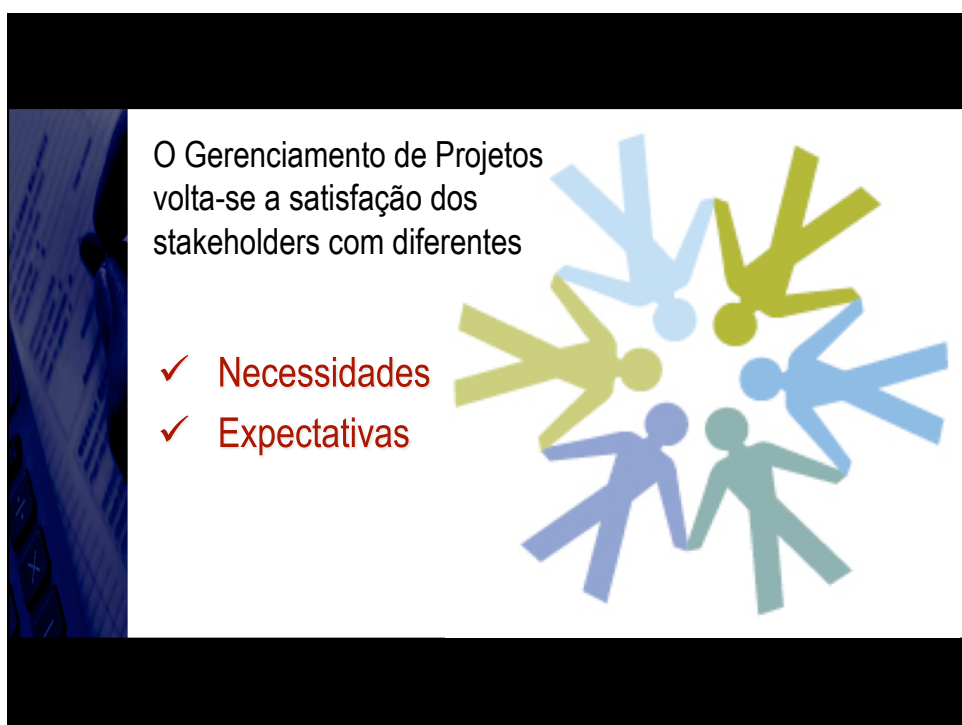 O Gerenciamento de Projetos
volta-se a satisfação dos
stakeholders com diferentes
✓ Necessidades
✓ Expectativas